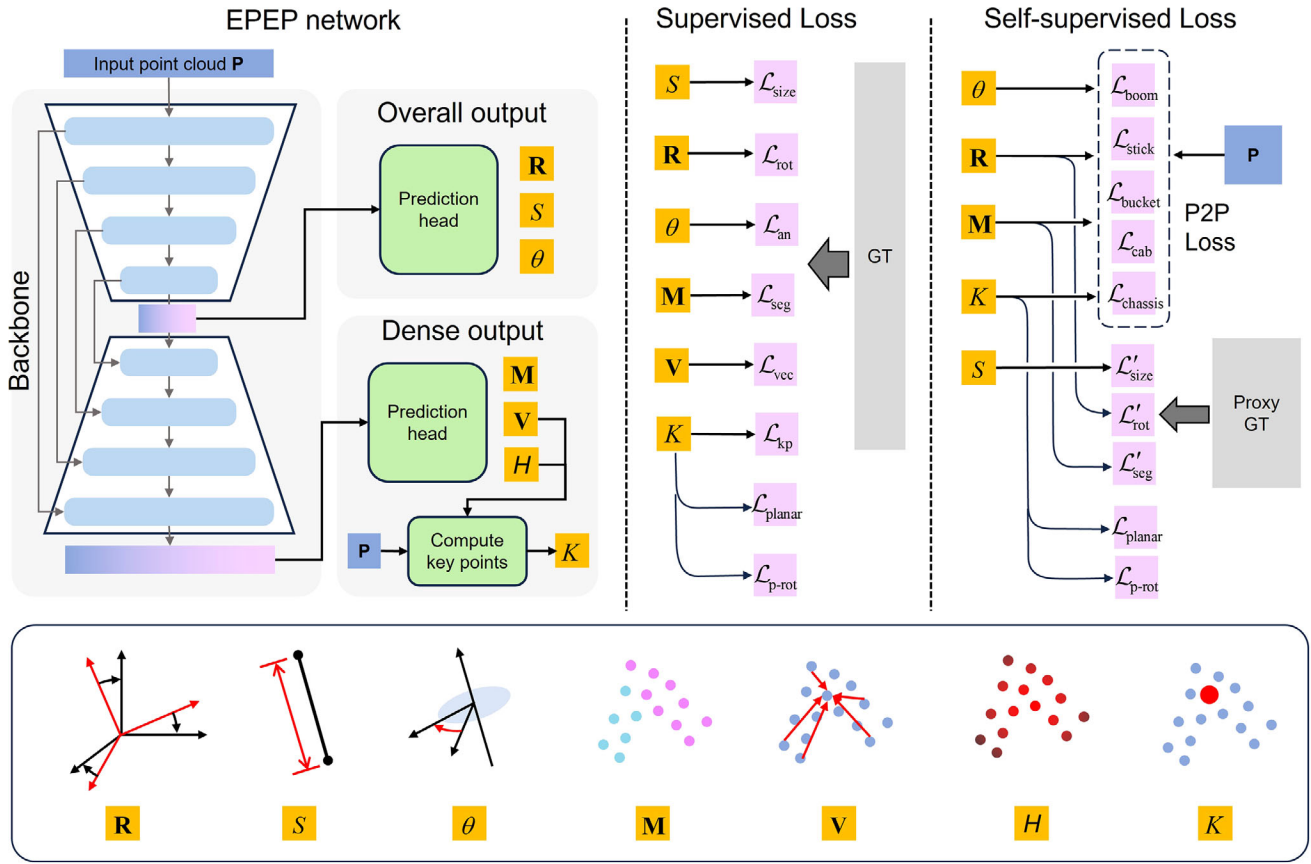 EPEP network
Input point cloud P
Backbone
Overall output
Prediction
head
R
S
θ
Dense output
Prediction
head
M
V
H
P
Compute
key points
K
Supervised Loss
S
ℒsize
R
ℒrot
θ
ℒan
M
ℒseg
V
ℒvec
K
ℒkp
ℒplanar
ℒp-rot
GT
Self-supervised Loss
θ
ℒboom
R
ℒstick
P
ℒbucket
M
ℒcab
P2P
Loss
K
ℒchassis
S
ℒ′size
ℒ′rot
Proxy
GT
ℒ′seg
ℒplanar
ℒp-rot
R
S
θ
M
V
H
K